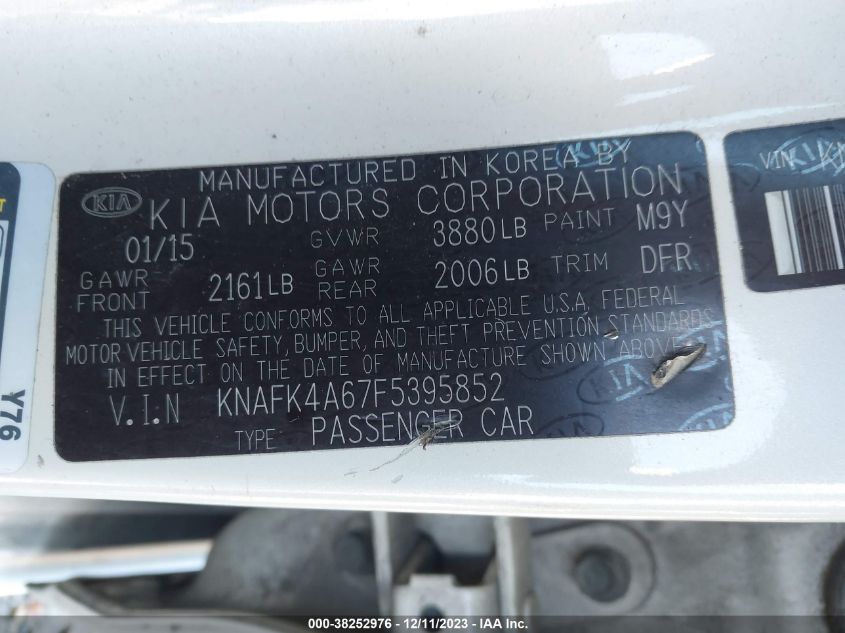 MANUFACTURED IN KOREA BY
KIA KIA MOTORS CORPORATION
01/15 GVWR 3880LB PAINT M9Y
GAWR FRONT 2161LB GAWR REAR 2006LB TRIM DFR
THIS VEHICLE CONFORMS TO ALL APPLICABLE U.S.A. FEDERAL
MOTOR VEHICLE SAFETY, BUMPER, AND THEFT PREVENTION STANDARDS
IN EFFECT ON THE DATE OF MANUFACTURE SHOWN ABOVE.
V.I.N KNAFK4A67F5395852
TYPE: PASSENGER CAR
VIN
KIA
Y76
000-38252976 - 12/11/2023 - IAAI.com